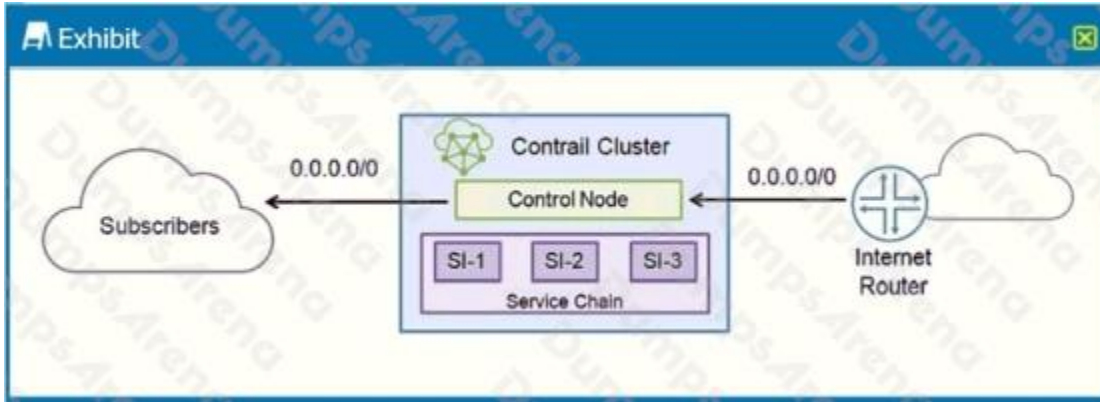 Exhibit
Contrail Cluster
0.0.0.0/0
0.0.0.0/0
Control Node
Subscribers
SI-1 SI-2 SI-3
Service Chain
Internet
Router
DumpsArena